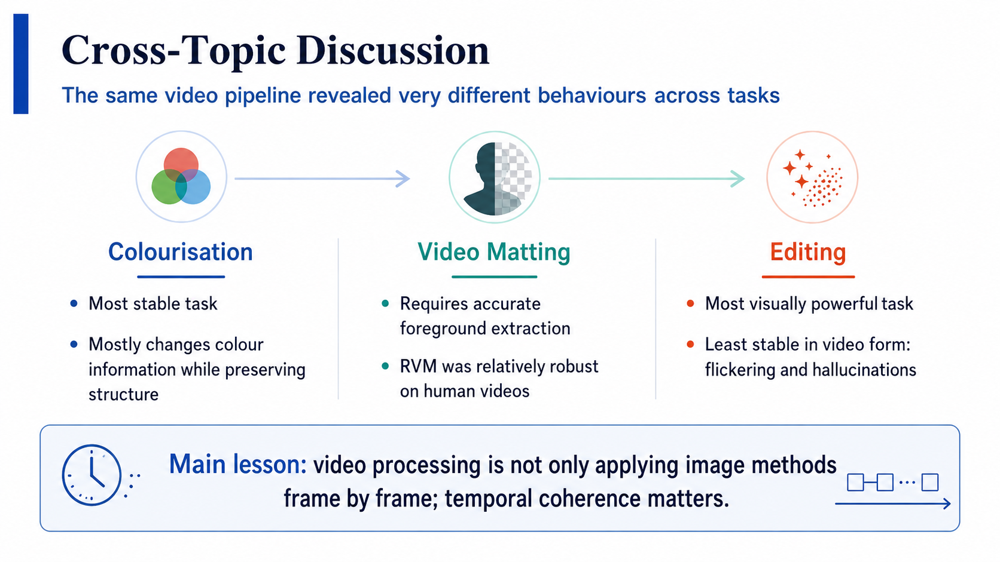 Cross-Topic Discussion
The same video pipeline revealed very different behaviours across tasks
Colourisation
• Most stable task
• Mostly changes colour
information while preserving
structure
Video Matting
• Requires accurate
foreground extraction
• RVM was relatively robust
on human videos
Editing
• Most visually powerful task
• Least stable in video form:
flickering and hallucinations
Main lesson: video processing is not only applying image methods
frame by frame; temporal coherence matters.